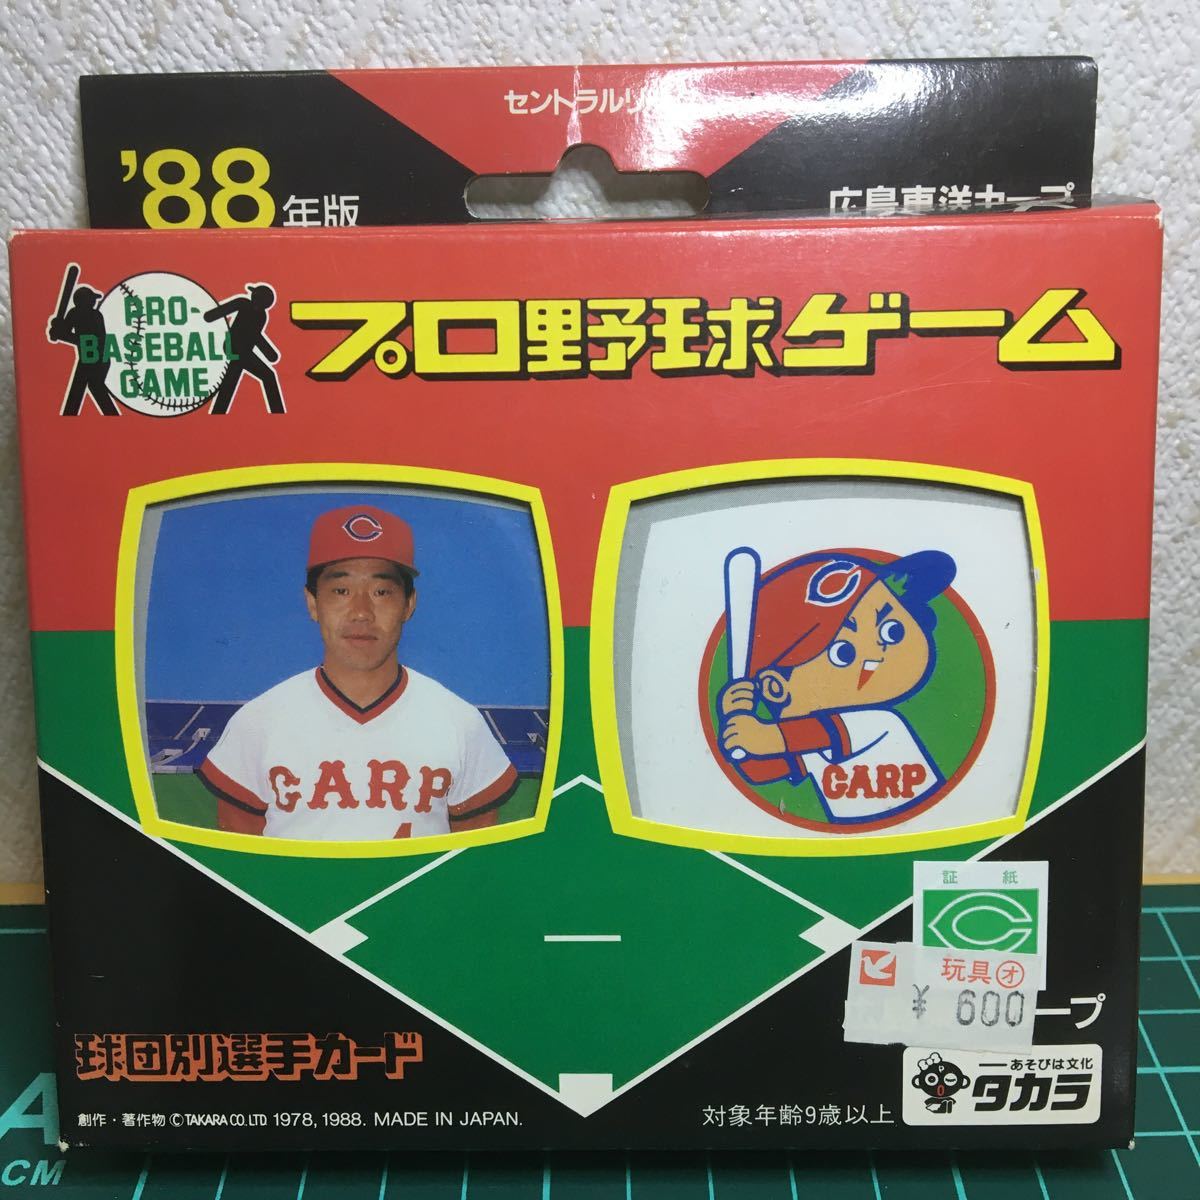 セントラルリ
'88年版
広島東洋カープ
PRO-
BASEBALL
GAME
プロ野球ゲーム
C
CARP
C
CARP
証 紙
C
玩具オ
¥ 600
ープ
球団別選手カード
あそびは文化
タカラ
創作・著作物 ©TAKARA CO.LTD. 1978, 1988. MADE IN JAPAN.
対象年齢9歳以上
A
CM